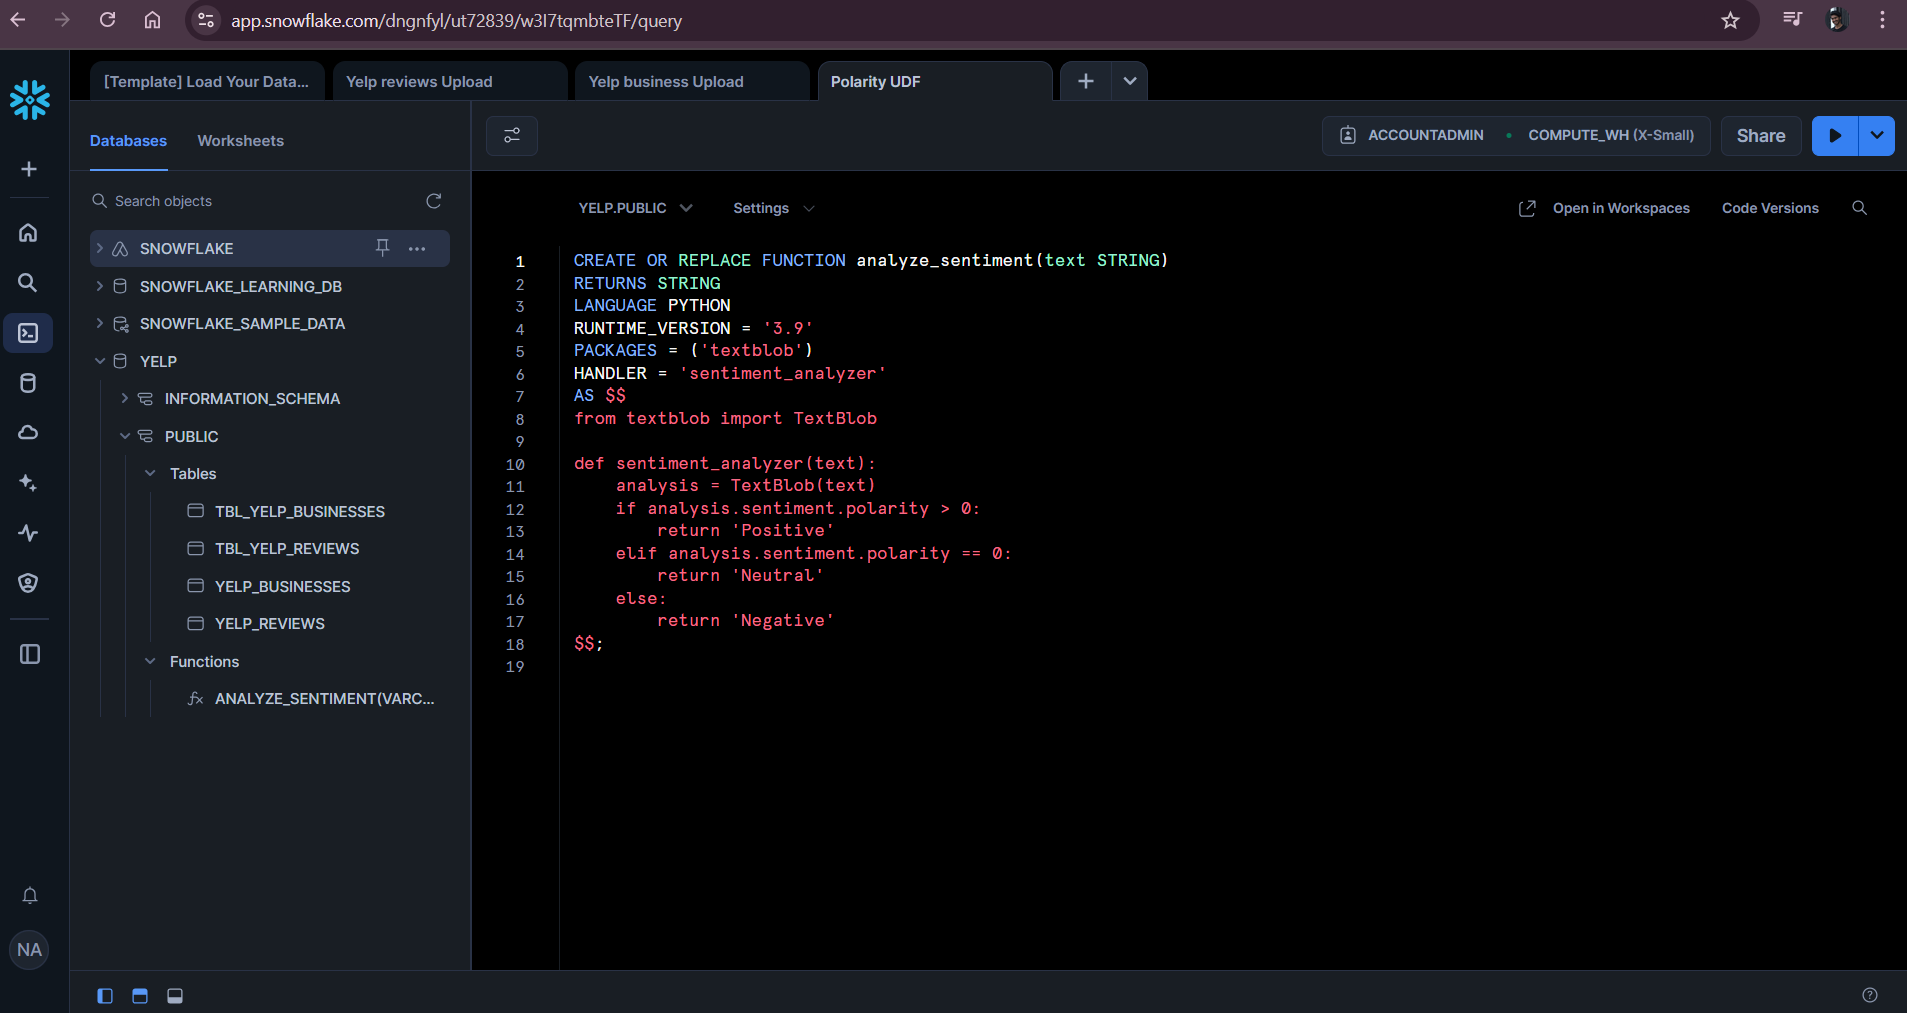 app.snowflake.com/dngnfyl/ut72839/w3I7tqmbteTF/query
[Template] Load Your Data...
Yelp reviews Upload
Yelp business Upload
Polarity UDF
Databases
Worksheets
ACCOUNTADMIN
COMPUTE_WH (X-Small)
Share
Search objects
SNOWFLAKE
SNOWFLAKE_LEARNING_DB
SNOWFLAKE_SAMPLE_DATA
YELP
INFORMATION_SCHEMA
PUBLIC
Tables
TBL_YELP_BUSINESSES
TBL_YELP_REVIEWS
YELP_BUSINESSES
YELP_REVIEWS
Functions
ANALYZE_SENTIMENT(VARC...
NA
YELP.PUBLIC
Settings
Open in Workspaces
Code Versions
1 CREATE OR REPLACE FUNCTION analyze_sentiment(text STRING)
2 RETURNS STRING
3 LANGUAGE PYTHON
4 RUNTIME_VERSION = '3.9'
5 PACKAGES = ('textblob')
6 HANDLER = 'sentiment_analyzer'
7 AS $$
8 from textblob import TextBlob
9
10 def sentiment_analyzer(text):
11     analysis = TextBlob(text)
12     if analysis.sentiment.polarity > 0:
13         return 'Positive'
14     elif analysis.sentiment.polarity == 0:
15         return 'Neutral'
16     else:
17         return 'Negative'
18 $$;
19